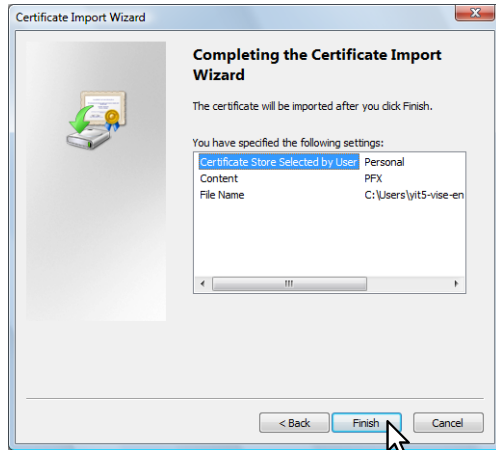 Certificate Import Wizard
Completing the Certificate Import
Wizard
The certificate will be imported after you click Finish.
You have specified the following settings:
Certificate Store Selected by User Personal
Content PFX
File Name C:\Users\yit5-vise-en
< Back Finish Cancel